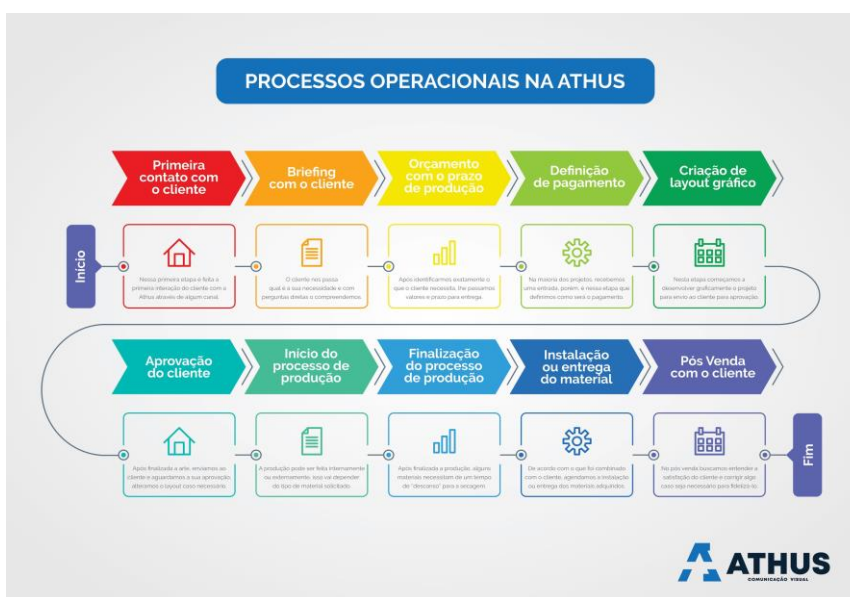 PROCESSOS OPERACIONAIS NA ATHUS
Primeira
contato com
o cliente
Briefing
com o cliente
Orçamento
com o prazo
de produção
Definição
de pagamento
Criação de
layout gráfico
Início
Nessa primeira etapa e feita a
primeira interação do cliente com a
Athus através de algum canal.
O cliente nos passa
qual é a sua necessidade e com
perguntas diretas o compreendemos.
Após identificarmos exatamente o
que o cliente necessita, lhe passamos
valores e prazo para entrega.
Na maioria dos projetos, recebemos
uma entrada, porém, é nessa etapa que
definimos como será o pagamento.
Nesta etapa começamos a
desenvolver graficamente o projeto
para envio ao cliente para aprovação.
Aprovação
do cliente
Início do
processo de
produção
Finalização
do processo
de produção
Instalação
ou entrega
do material
Pós Venda
com o cliente
Após finalizada a arte, enviamos ao
cliente e aguardamos a sua aprovação,
alteramos o layout caso necessário.
A produção pode ser feita internamente
ou externamente, isso vai depender
do tipo de material solicitado.
Após finalizada a produção, alguns
materiais necessitam de um tempo
de "descanso" para a secagem.
De acordo com o que foi combinado
com o cliente, agendamos a instalação
ou entrega dos materiais adquiridos.
No pós venda buscamos entender a
satisfação do cliente e corrigir algo
caso seja necessário para fidelizá-lo.
Fim
ATHUS
COMUNICAÇÃO VISUAL